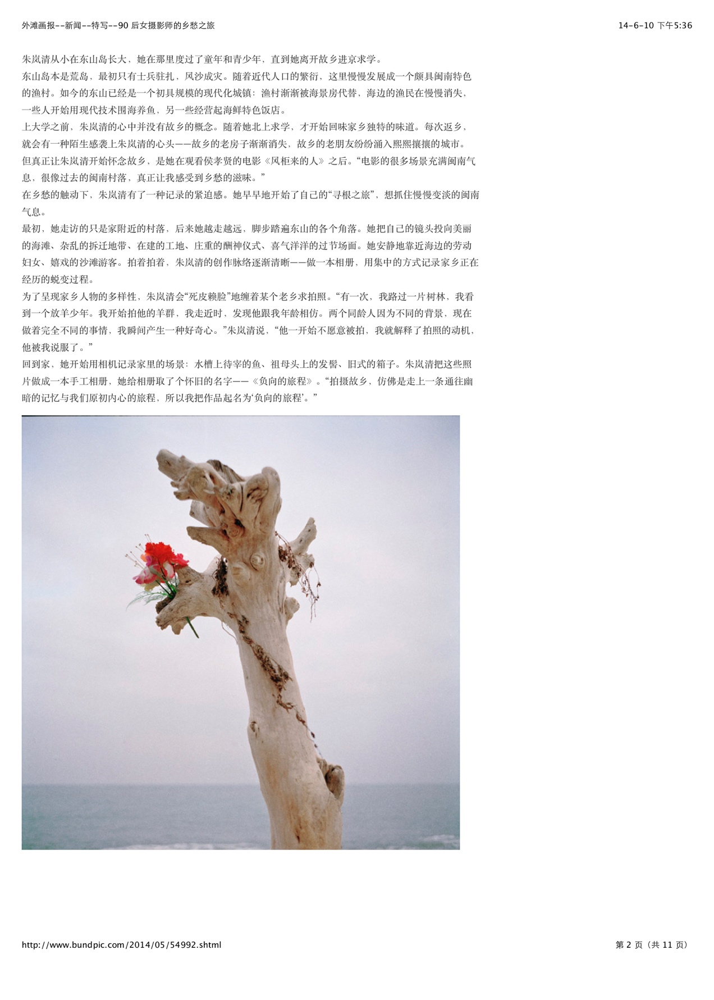 外滩画报--新闻--特写--90 后女摄影师的乡愁之旅
14-6-10 下午5:36
朱岚清从小在东山岛长大，她在那里度过了童年和青少年，直到她离开故乡进京求学。
东山岛本是荒岛，最初只有士兵驻扎，风沙成灾。随着近代人口的繁衍，这里慢慢发展成一个颇具闽南特色
的渔村。如今的东山已经是一个初具规模的现代化城镇：渔村渐渐被海景房代替，海边的渔民在慢慢消失，
一些人开始用现代技术围海养鱼，另一些经营起海鲜特色饭店。
上大学之前，朱岚清的心中并没有故乡的概念。随着她北上求学，才开始回味家乡独特的味道。每次返乡，
就会有一种陌生感袭上朱岚清的心头——故乡的老房子渐渐消失，故乡的老朋友纷纷涌入熙熙攘攘的城市。
但真正让朱岚清开始怀念故乡，是她在观看侯孝贤的电影《风柜来的人》之后。“电影的很多场景充满闽南气
息，很像过去的闽南村落，真正让我感受到乡愁的滋味。”
在乡愁的触动下，朱岚清有了一种记录的紧迫感。她早早地开始了自己的“寻根之旅”，想抓住慢慢变淡的闽南
气息。
最初，她走访的只是家附近的村落，后来她越走越远，脚步踏遍东山的各个角落。她把自己的镜头投向美丽
的海滩、杂乱的拆迁地带、在建的工地、庄重的酬神仪式、喜气洋洋的过节场面。她安静地靠近海边的劳动
妇女、嬉戏的沙滩游客。拍着拍着，朱岚清的创作脉络逐渐清晰——做一本相册，用集中的方式记录家乡正在
经历的蜕变过程。
为了呈现家乡人物的多样性，朱岚清会“死皮赖脸”地缠着某个老乡求拍照。“有一次，我路过一片树林，我看
到一个放羊少年。我开始拍他的羊群，我走近时，发现他跟我年龄相仿。两个同龄人因为不同的背景，现在
做着完全不同的事情，我瞬间产生一种好奇心。”朱岚清说，“他一开始不愿意被拍，我就解释了拍照的动机，
他被我说服了。”
回到家，她开始用相机记录家里的场景：水槽上待宰的鱼、祖母头上的发髻、旧式的箱子。朱岚清把这些照
片做成一本手工相册，她给相册取了个怀旧的名字——《负向的旅程》。“拍摄故乡，仿佛是走上一条通往幽
暗的记忆与我们原初内心的旅程，所以我把作品起名为‘负向的旅程’。”
http://www.bundpic.com/2014/05/54992.shtml
第 2 页（共 11 页）